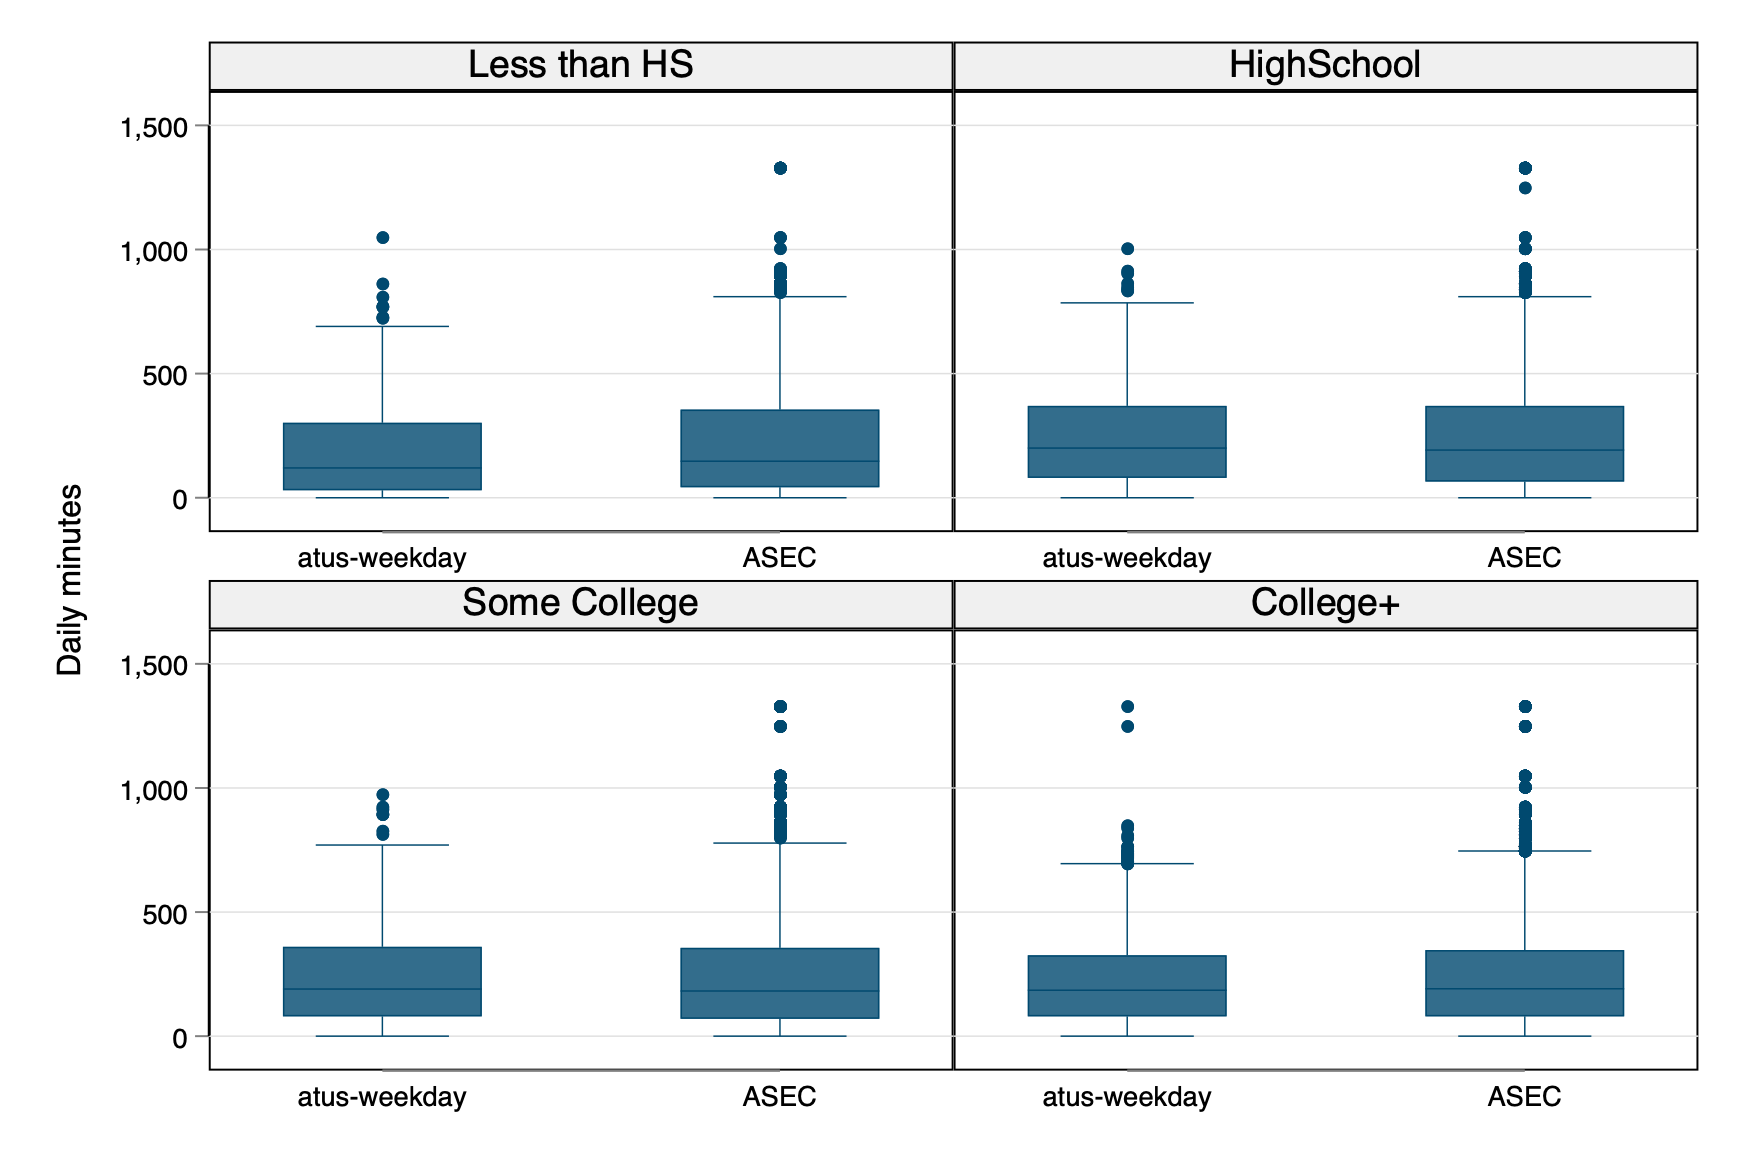 Less than HS
HighSchool
1,500
1,000
500
0
atus-weekday
ASEC
atus-weekday
ASEC
Daily minutes
Some College
College+
1,500
1,000
500
0
atus-weekday
ASEC
atus-weekday
ASEC